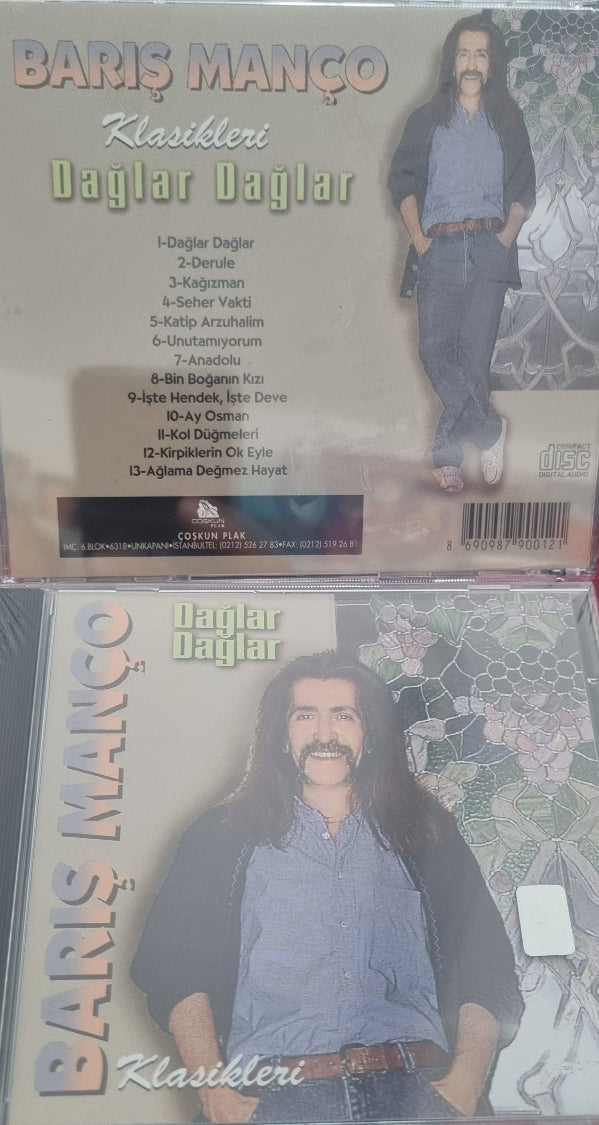 BARIŞ MANÇO
Klasikleri
Dağlar Dağlar
1-Dağlar Dağlar
2-Derule
3-Kağızman
4-Seher Vakti
5-Katip Arzuhalim
6-Unutamıyorum
7-Anadolu
8-Bin Boğanın Kızı
9-İşte Hendek, İşte Deve
10-Ay Osman
11-Kol Düğmeleri
12-Kirpiklerin Ok Eyle
13-Ağlama Değmez Hayat
COŞKUN
PLAK
ÇOŞKUN PLAK
İMÇ. 6.BLOK•6318•UNKAPANI•İSTANBULTEL: (0212) 526 27 83•FAX: (0212) 519 26 81
COMPACT
disc
DIGITAL AUDIO
8 690987 900121
Dağlar
Dağlar
BARIŞ MANÇO
Klasikleri